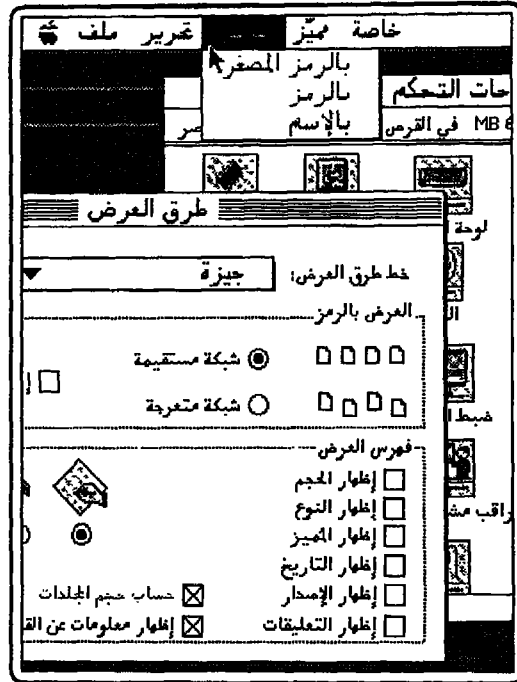 ملف تحرير مميّز خاصة
بالرمز المصغر
بالرمز
بالإسم
حات التحكم
MB في القرص
لوحة
طرق العرض
خط طرق العرض: جيزة
العرض بالرمز
شبكة مستقيمة
شبكة متعرجة
ضبط
فهرس العرض
إظهار الحجم
إظهار النوع
إظهار المميز
إظهار التاريخ
إظهار الإصدار
حساب حجم المجلدات
إظهار التعليقات
إظهار معلومات عن الق
راقب مش